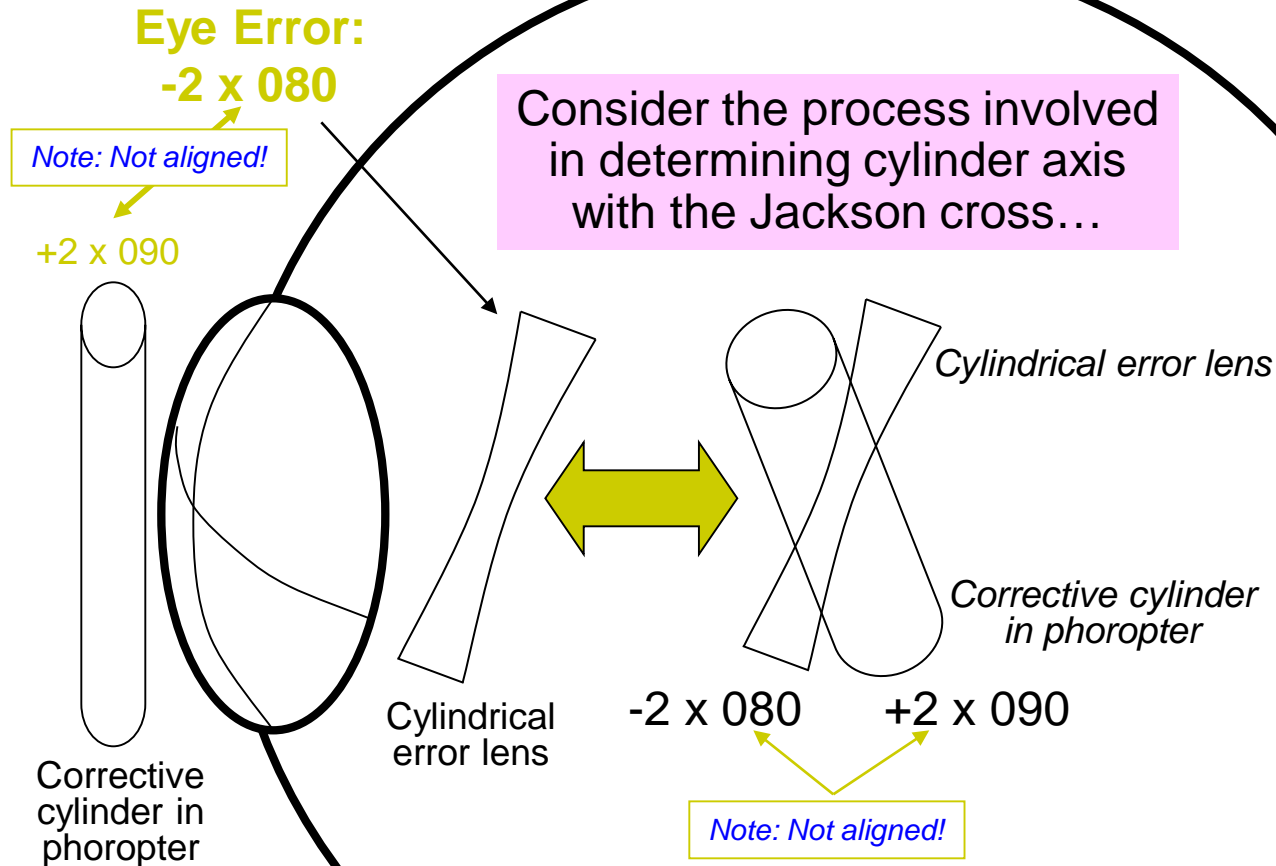 Eye Error:
-2 x 080
Note: Not aligned!
+2 x 090
Consider the process involved
in determining cylinder axis
with the Jackson cross…
Cylindrical error lens
Corrective cylinder
in phoropter
-2 x 080
+2 x 090
Note: Not aligned!
Cylindrical
error lens
Corrective
cylinder in
phoropter